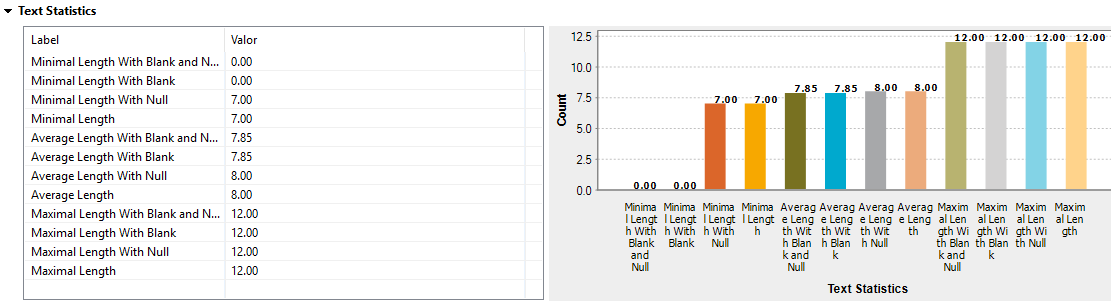 Text Statistics
Label Valor
Minimal Length With Blank and N... 0.00
Minimal Length With Blank 0.00
Minimal Length With Null 7.00
Minimal Length 7.00
Average Length With Blank and N... 7.85
Average Length With Blank 7.85
Average Length With Null 8.00
Average Length 8.00
Maximal Length With Blank and N... 12.00
Maximal Length With Blank 12.00
Maximal Length With Null 12.00
Maximal Length 12.00
Count
12.5
10.0
7.5
5.0
2.5
0.0
0.00 0.00 7.00 7.00 7.85 7.85 8.00 8.00 12.00 12.00 12.00 12.00
Minima
l Lengt
h With
Blank
and
Null
Minima
l Lengt
h With
Blank
Minima
l Lengt
h With
Null
Minima
l Lengt
h
Averag
e Leng
th Wit
h Blan
k and
Null
Averag
e Leng
th Wit
h Blan
k
Averag
e Leng
th Wit
h Null
Averag
e Leng
th
Maxim
al Len
gth Wi
th Blan
k and
Null
Maxim
al Len
gth Wi
th Blan
k
Maxim
al Len
gth Wi
th Null
Maxim
al Len
gth
Text Statistics